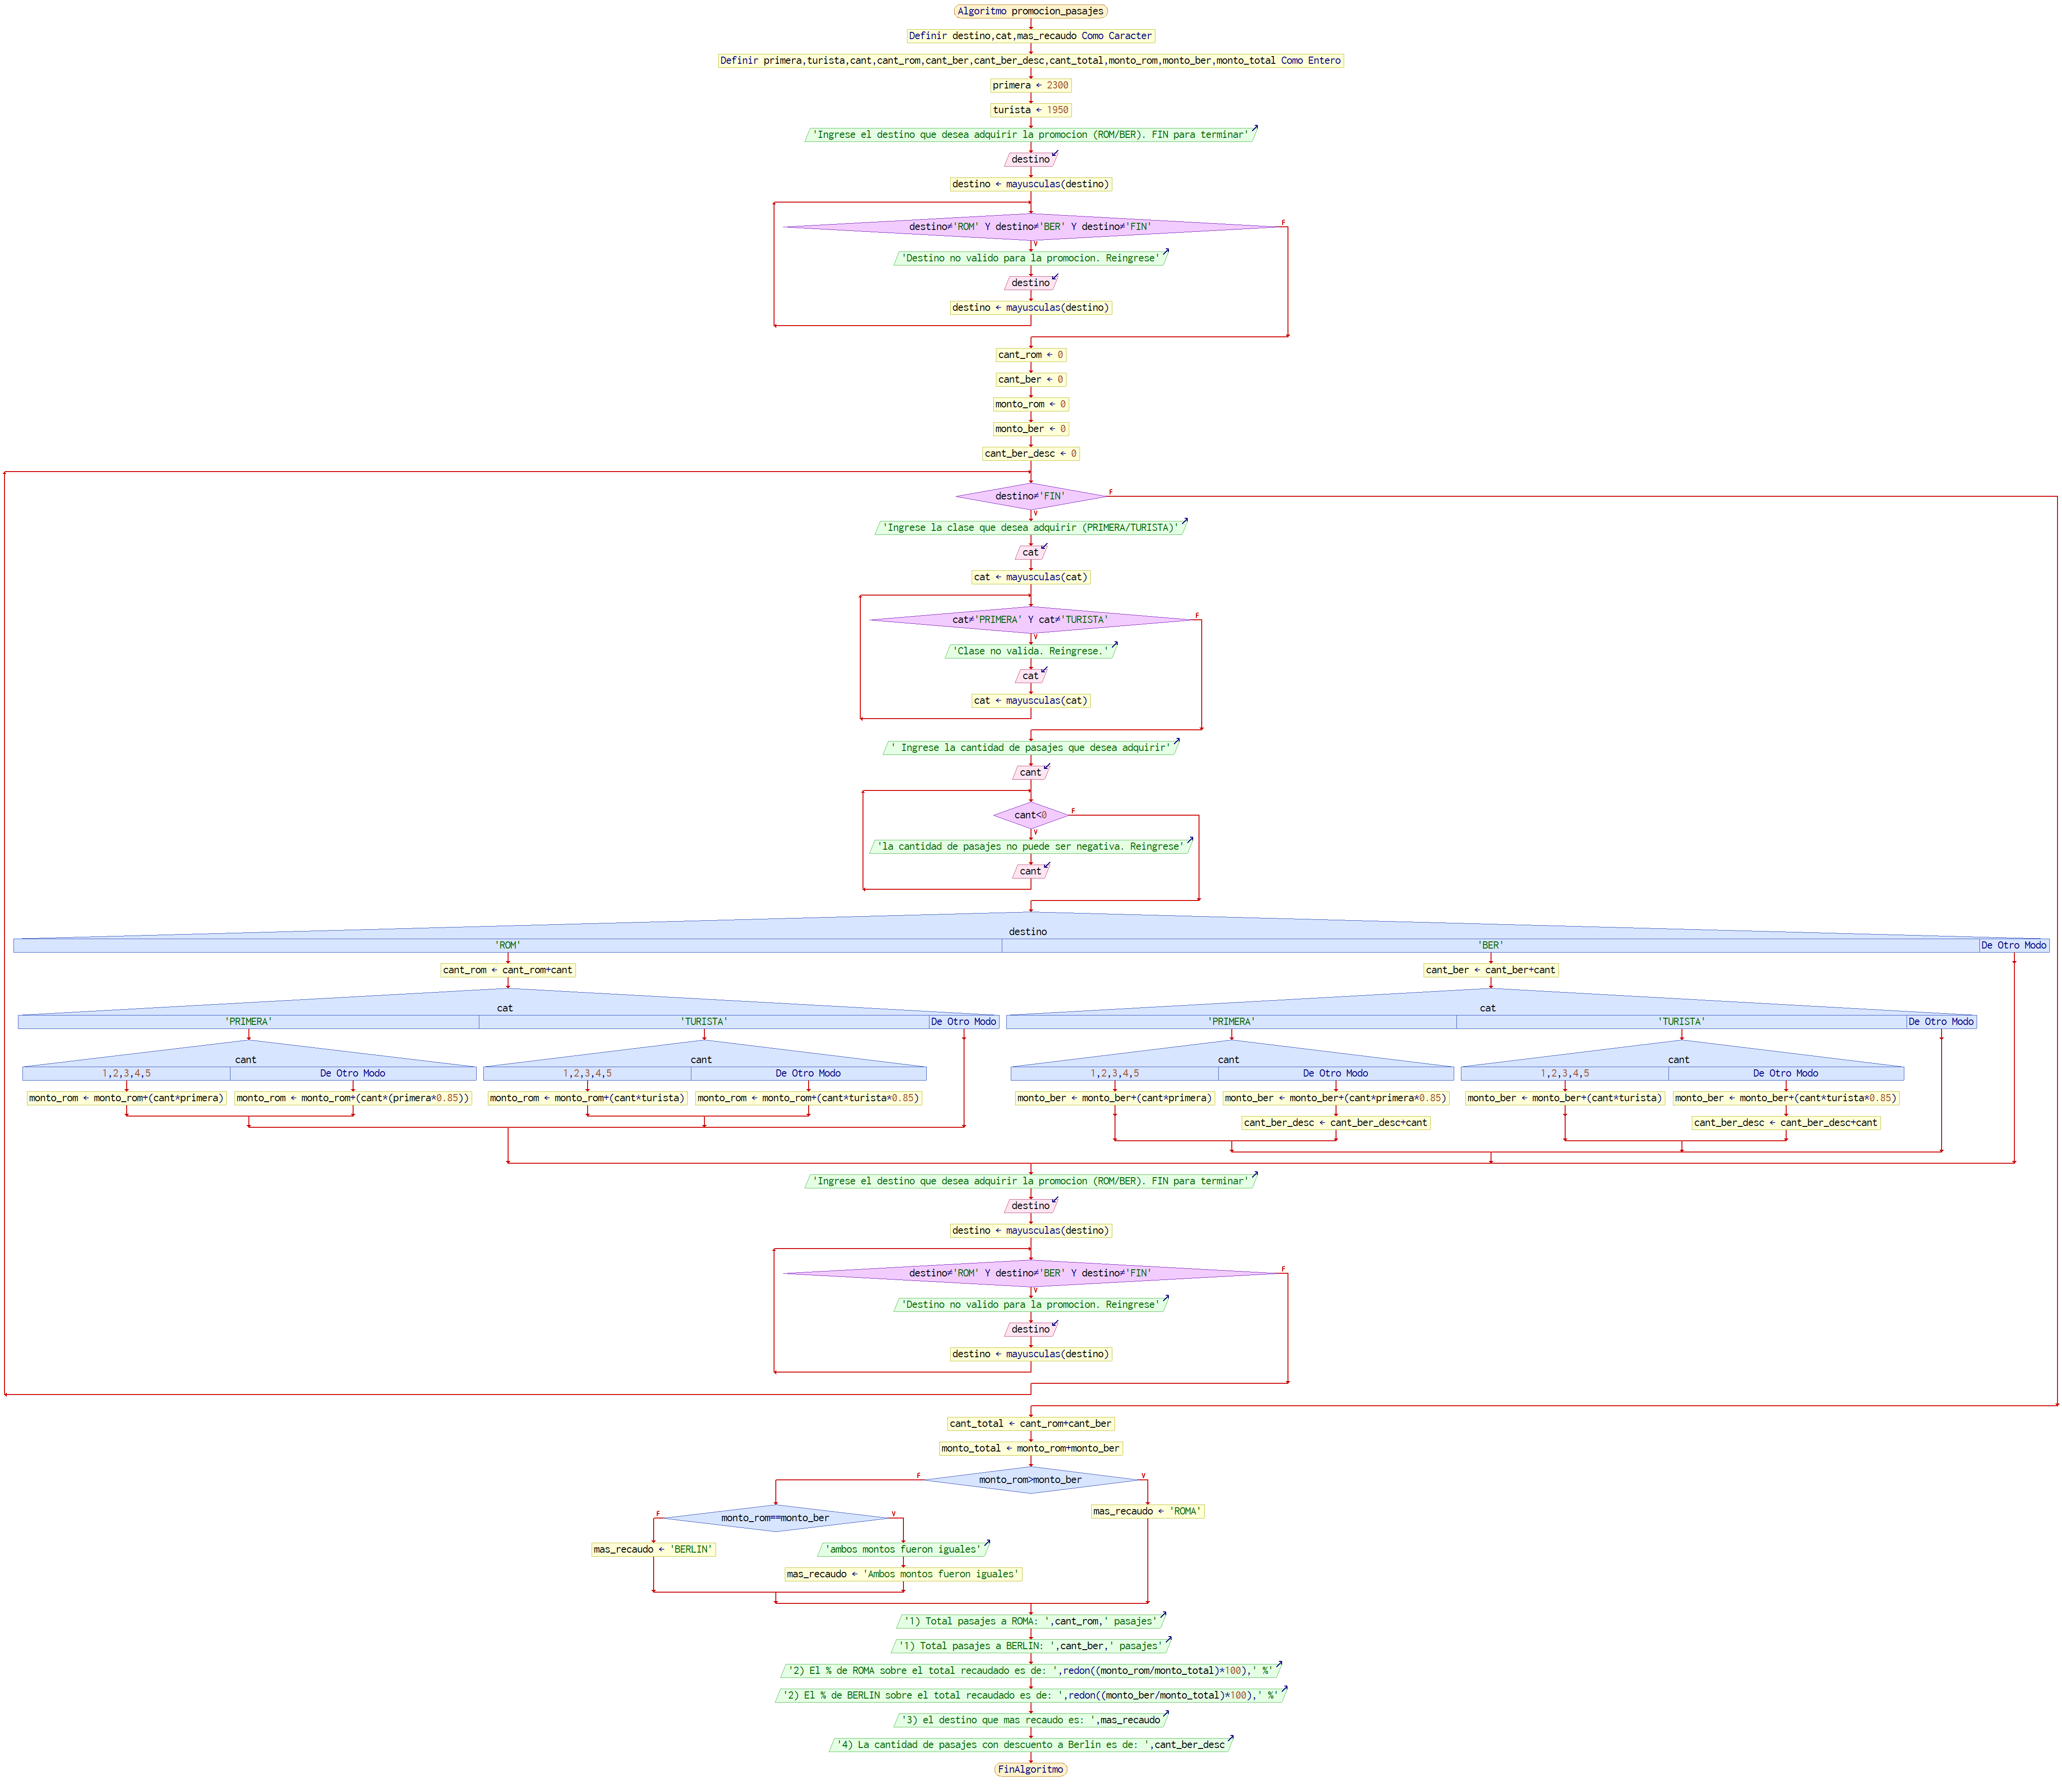 Algoritmo promocion_pasajes
Definir destino,cat,mas_recaudo Como Caracter
Definir primera,turista,cant,cant_rom,cant_ber,cant_ber_desc,cant_total,monto_rom,monto_ber,monto_total Como Entero
primera ← 2300
turista ← 1950
'Ingrese el destino que desea adquirir la promocion (ROM/BER). FIN para terminar'
destino
destino ← mayusculas(destino)
destino≠'ROM' Y destino≠'BER' Y destino≠'FIN'
F
V
'Destino no valido para la promocion. Reingrese'
destino
destino ← mayusculas(destino)
cant_rom ← 0
cant_ber ← 0
monto_rom ← 0
monto_ber ← 0
cant_ber_desc ← 0
destino≠'FIN'
F
V
'Ingrese la clase que desea adquirir (PRIMERA/TURISTA)'
cat
cat ← mayusculas(cat)
cat≠'PRIMERA' Y cat≠'TURISTA'
F
V
'Clase no valida. Reingrese.'
cat
cat ← mayusculas(cat)
' Ingrese la cantidad de pasajes que desea adquirir'
cant
cant<0
F
V
'la cantidad de pasajes no puede ser negativa. Reingrese'
cant
destino
'ROM' 'BER' De Otro Modo
cant_rom ← cant_rom+cant cant_ber ← cant_ber+cant
cat cat
'PRIMERA' 'TURISTA' De Otro Modo 'PRIMERA' 'TURISTA' De Otro Modo
cant cant cant cant
1,2,3,4,5 De Otro Modo 1,2,3,4,5 De Otro Modo 1,2,3,4,5 De Otro Modo 1,2,3,4,5 De Otro Modo
monto_rom ← monto_rom+(cant*primera) monto_rom ← monto_rom+(cant*(primera*0.85)) monto_rom ← monto_rom+(cant*turista) monto_rom ← monto_rom+(cant*turista*0.85) monto_ber ← monto_ber+(cant*primera) monto_ber ← monto_ber+(cant*primera*0.85) monto_ber ← monto_ber+(cant*turista) monto_ber ← monto_ber+(cant*turista*0.85)
cant_ber_desc ← cant_ber_desc+cant cant_ber_desc ← cant_ber_desc+cant
'Ingrese el destino que desea adquirir la promocion (ROM/BER). FIN para terminar'
destino
destino ← mayusculas(destino)
destino≠'ROM' Y destino≠'BER' Y destino≠'FIN'
F
V
'Destino no valido para la promocion. Reingrese'
destino
destino ← mayusculas(destino)
cant_total ← cant_rom+cant_ber
monto_total ← monto_rom+monto_ber
F monto_rom>monto_ber V
mas_recaudo ← 'ROMA'
F monto_rom==monto_ber V
mas_recaudo ← 'BERLIN' 'ambos montos fueron iguales'
mas_recaudo ← 'Ambos montos fueron iguales'
'1) Total pasajes a ROMA: ',cant_rom,' pasajes'
'1) Total pasajes a BERLIN: ',cant_ber,' pasajes'
'2) El % de ROMA sobre el total recaudado es de: ',redon((monto_rom/monto_total)*100),' %'
'2) El % de BERLIN sobre el total recaudado es de: ',redon((monto_ber/monto_total)*100),' %'
'3) el destino que mas recaudo es: ',mas_recaudo
'4) La cantidad de pasajes con descuento a Berlin es de: ',cant_ber_desc
FinAlgoritmo